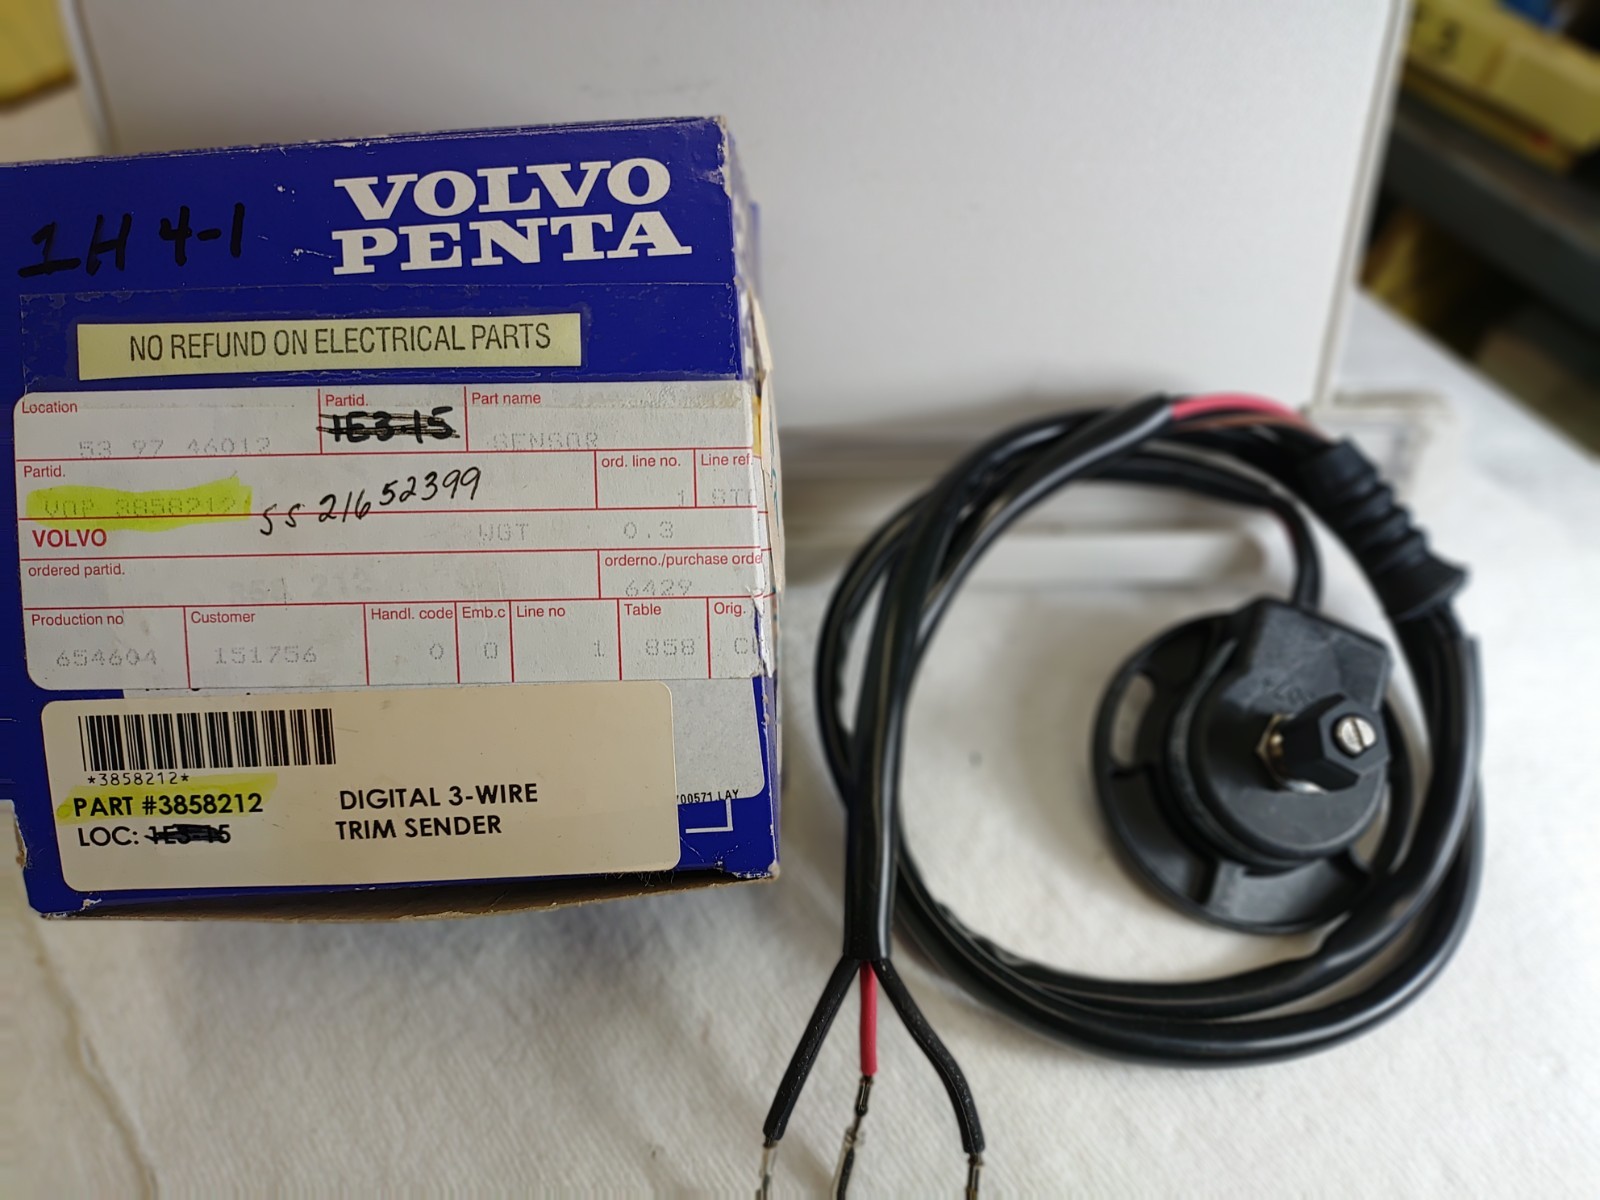 VOLVO
PENTA
1H 4-1
NO REFUND ON ELECTRICAL PARTS
Location
Partid.
Part name
53 97 46012
1E3-15
SENSOR
Partid.
ord. line no.
Line ref.
VOP 3858212
SS 21652399
1
VOLVO
WGT
0.3
ordered partid.
orderno./purchase orde
6429
Production no
Customer
Handl. code
Emb.c
Line no
Table
Orig.
654604
151756
0
0
1
858
*3858212*
PART #3858212
DIGITAL 3-WIRE
LOC: 1E3-15
TRIM SENDER
00571.LAY